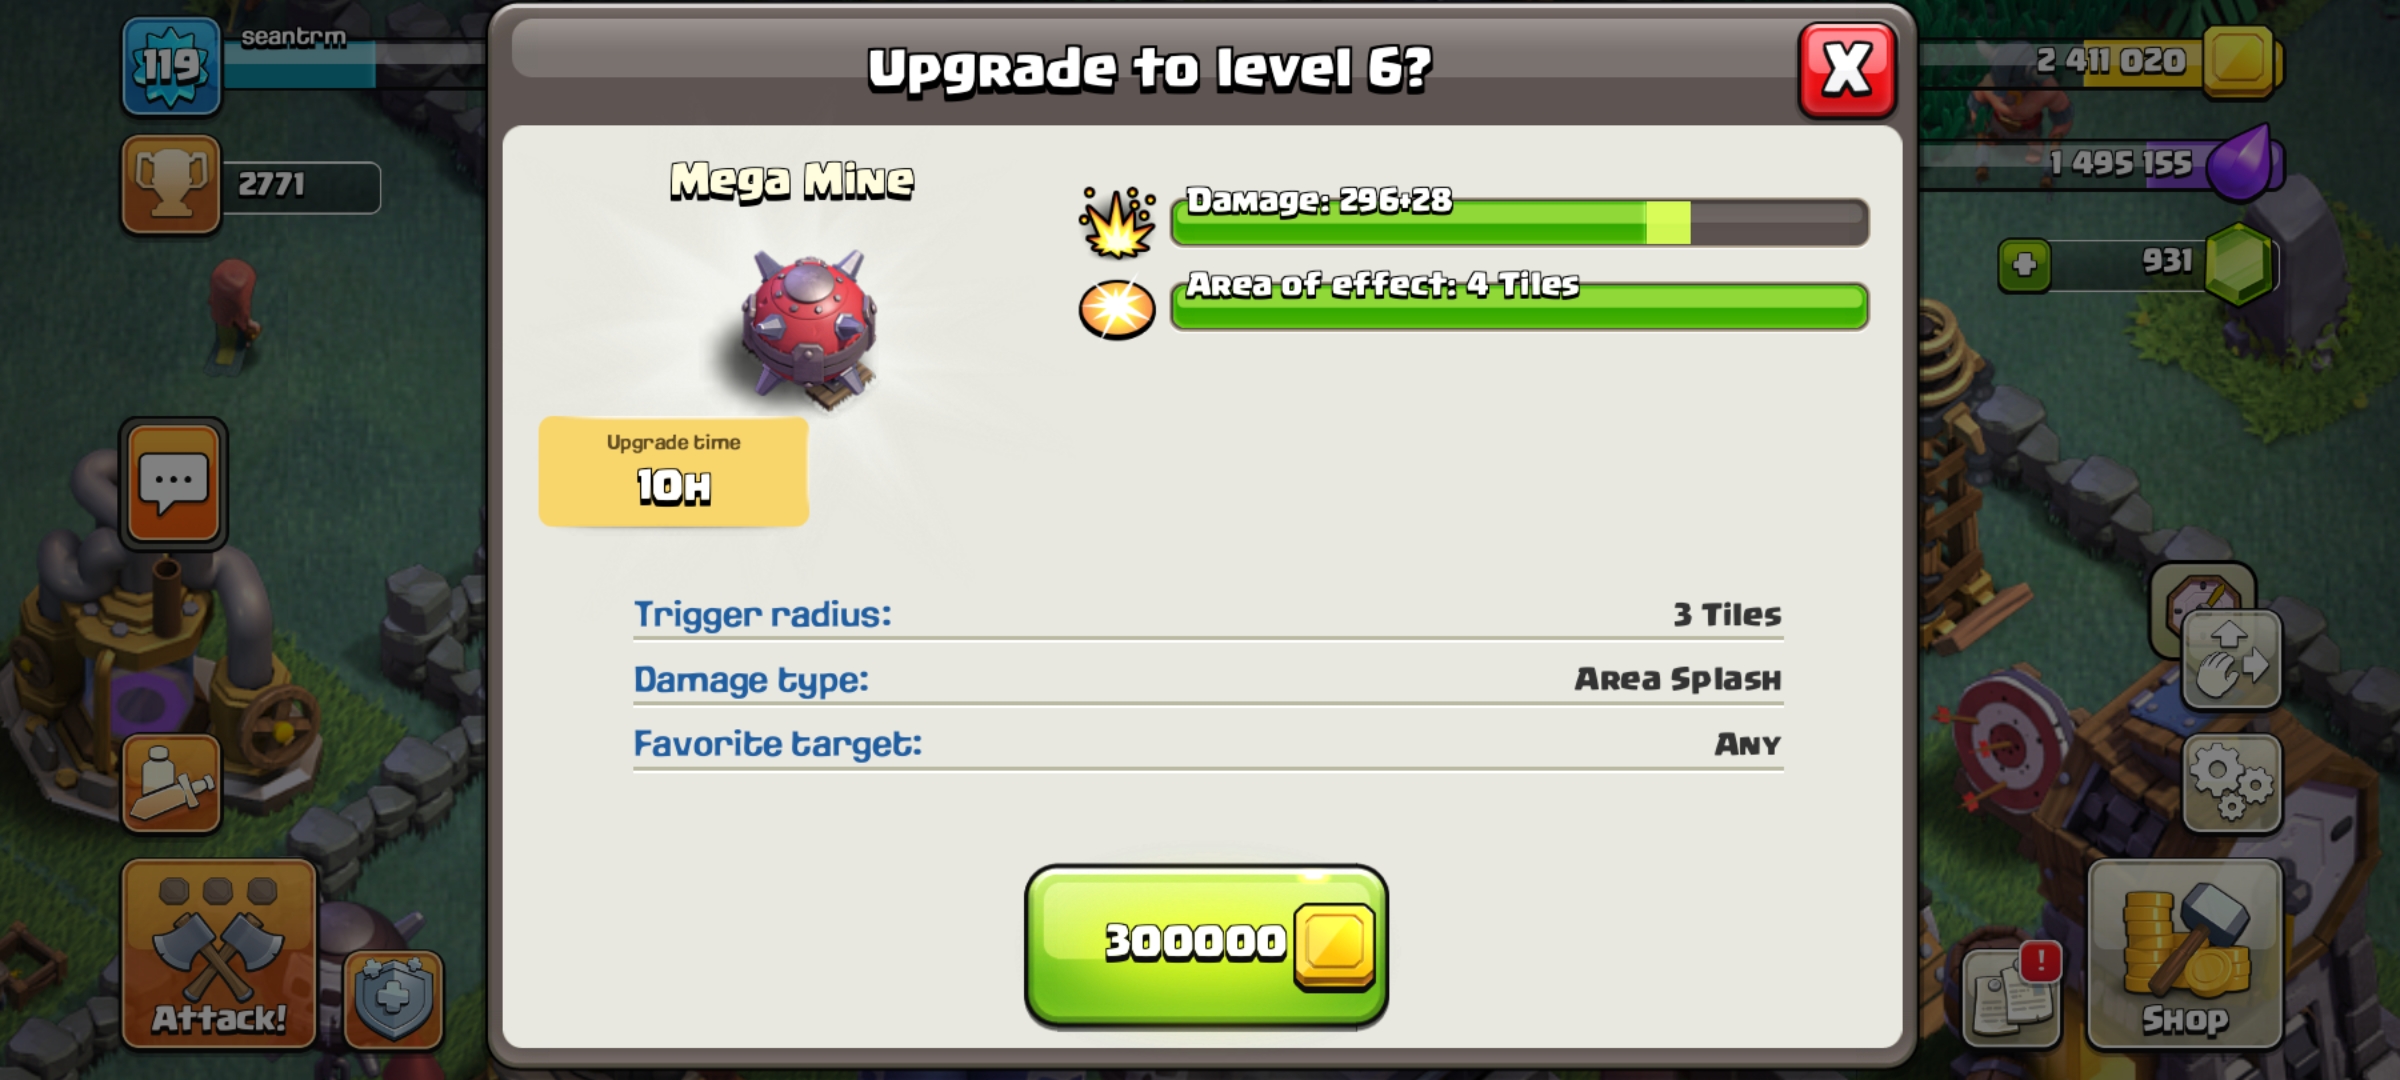 119
seantrm
2771
Upgrade to level 6?
X
2 411 020
1 495 155
931
Mega Mine
Damage: 296+28
Area of effect: 4 Tiles
Upgrade time
10H
Trigger radius: 3 Tiles
Damage type: Area Splash
Favorite target: Any
300000
Attack!
!
Shop